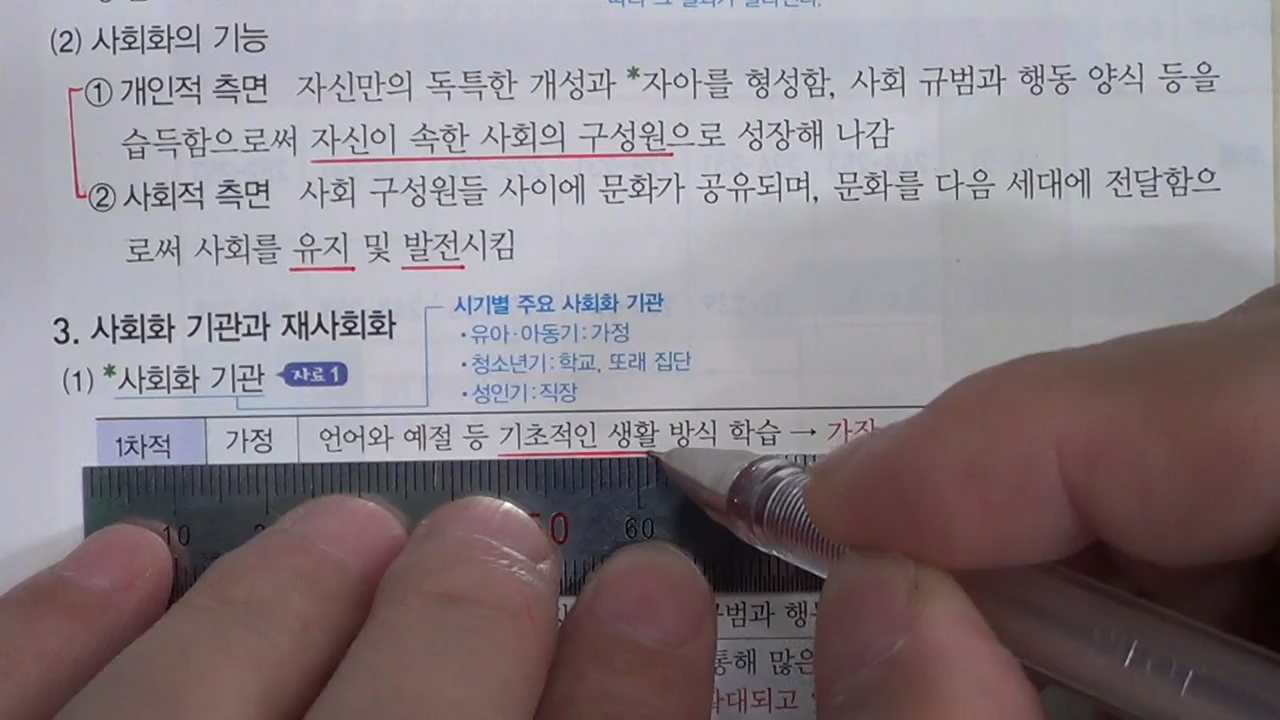 (2) 사회화의 기능
① 개인적 측면 자신만의 독특한 개성과 *자아를 형성함, 사회 규범과 행동 양식 등을
습득함으로써 자신이 속한 사회의 구성원으로 성장해 나감
② 사회적 측면 사회 구성원들 사이에 문화가 공유되며, 문화를 다음 세대에 전달함으
로써 사회를 유지 및 발전시킴
3. 사회화 기관과 재사회화
시기별 주요 사회화 기관
·유아·아동기:가정
·청소년기:학교, 또래 집단
·성인기:직장
(1) *사회화 기관 자료 1
1차적 가정 언어와 예절 등 기초적인 생활 방식 학습 → 가장
10 60
행
통해 많은